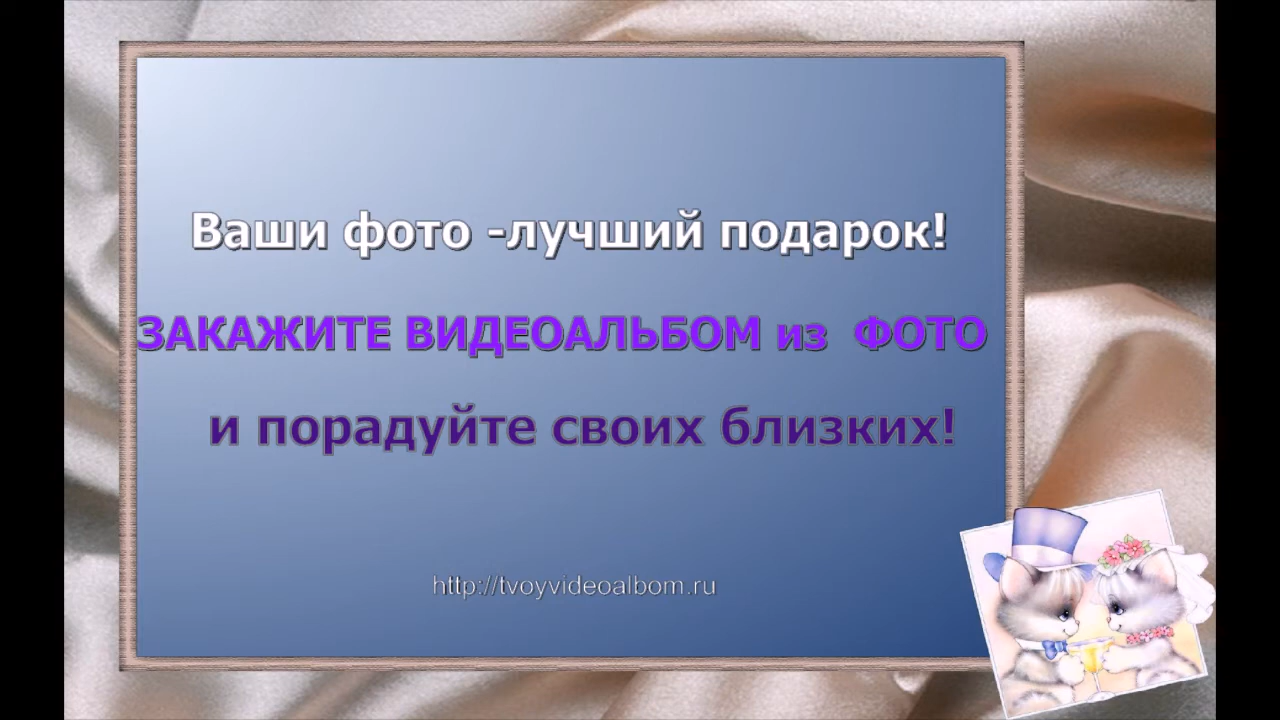 Ваши фото -лучший подарок!
ЗАКАЖИТЕ ВИДЕОАЛЬБОМ из ФОТО
и порадуйте своих близких!
http://tvoyvideoalbom.ru